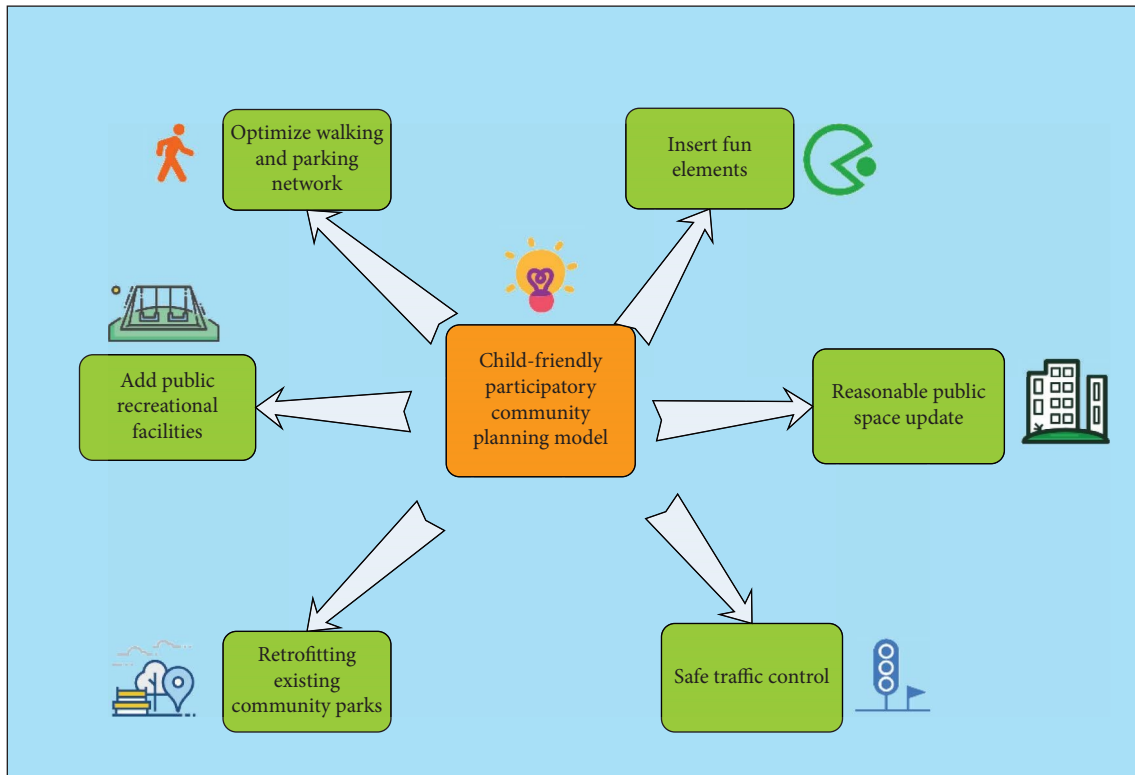 Optimize walking
and parking
network
Insert fun
elements
Child-friendly
participatory
community
planning model
Add public
recreational
facilities
Reasonable public
space update
Retrofitting
existing
community parks
Safe traffic control